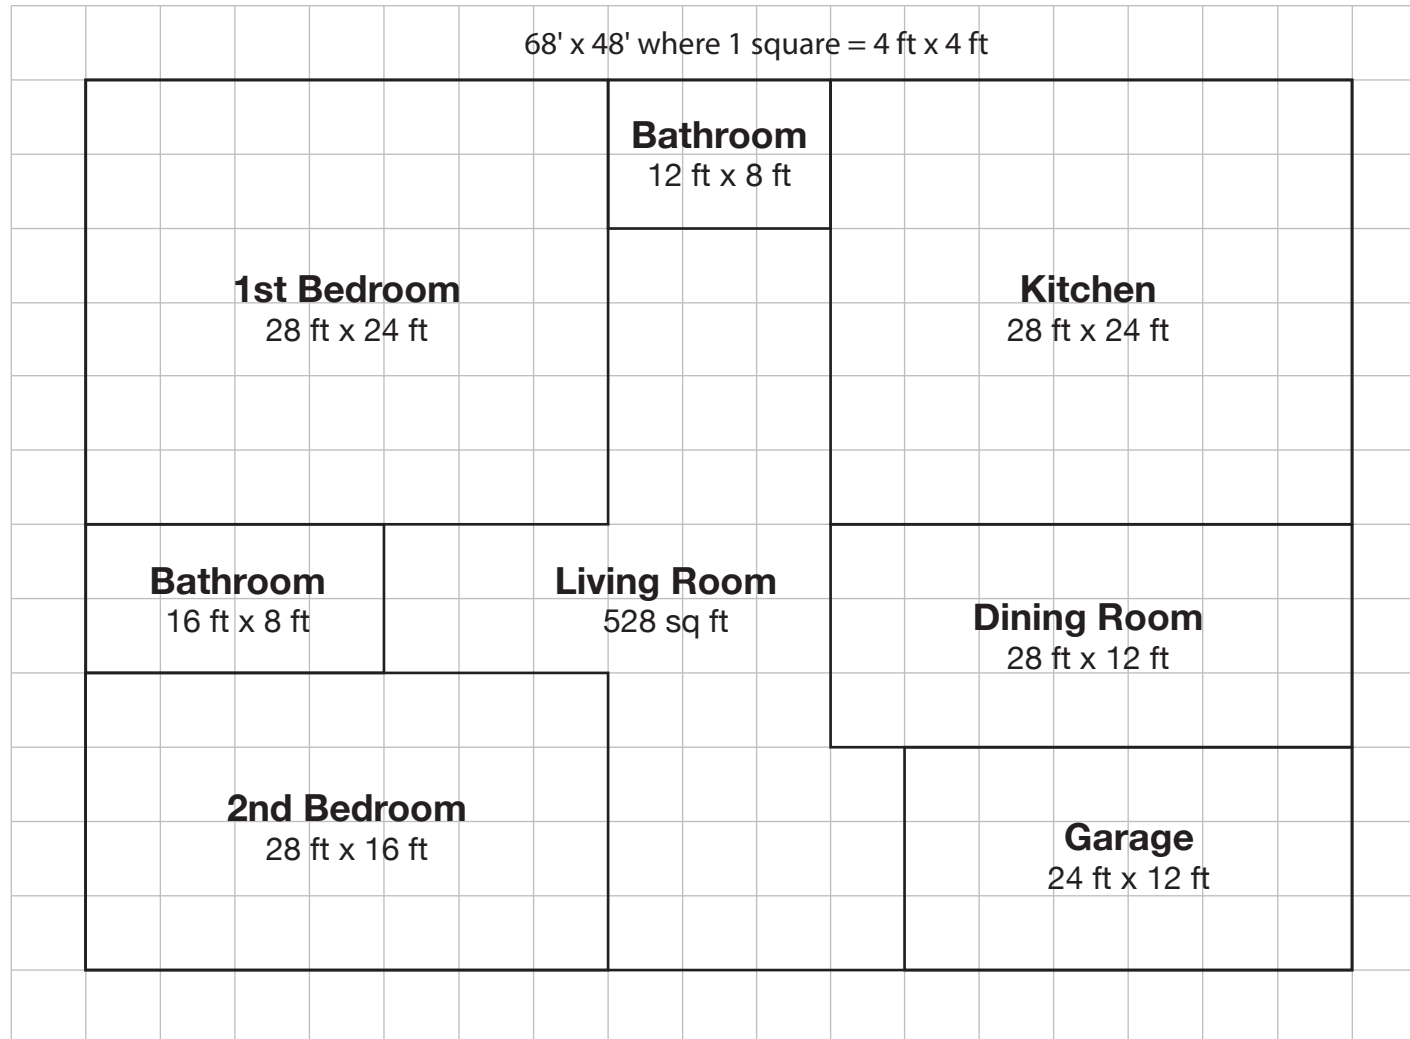 68' x 48' where 1 square = 4 ft x 4 ft
Bathroom
12 ft x 8 ft
1st Bedroom
28 ft x 24 ft
Kitchen
28 ft x 24 ft
Bathroom
16 ft x 8 ft
Living Room
528 sq ft
Dining Room
28 ft x 12 ft
2nd Bedroom
28 ft x 16 ft
Garage
24 ft x 12 ft